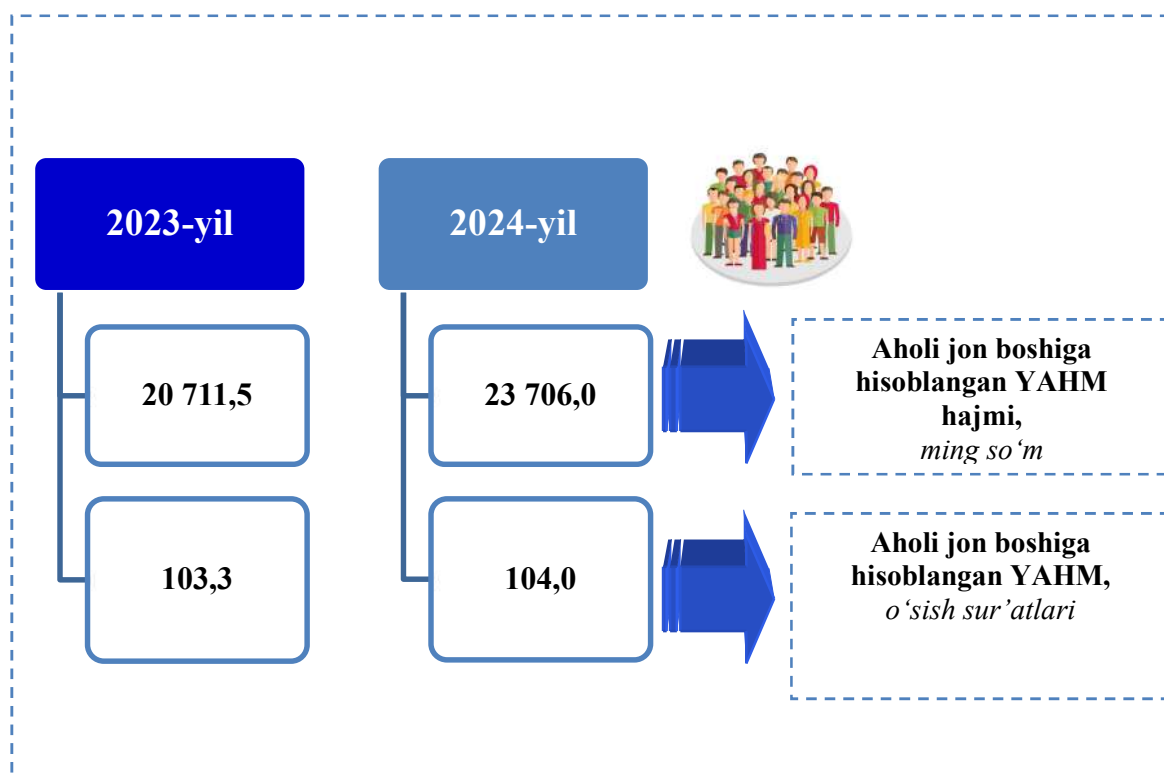 2023-yil
2024-yil
20 711,5
23 706,0
Aholi jon boshiga
hisoblangan YAHM
hajmi,
ming so‘m
103,3
104,0
Aholi jon boshiga
hisoblangan YAHM,
o‘sish sur’atlari